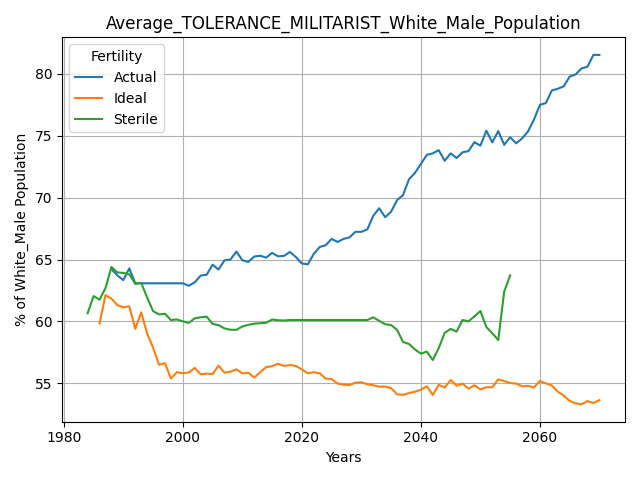 Average_TOLERANCE_MILITARIST_White_Male_Population
Fertility
Actual
Ideal
Sterile
% of White_Male Population
80
75
70
65
60
55
1980
2000
2020
2040
2060
Years